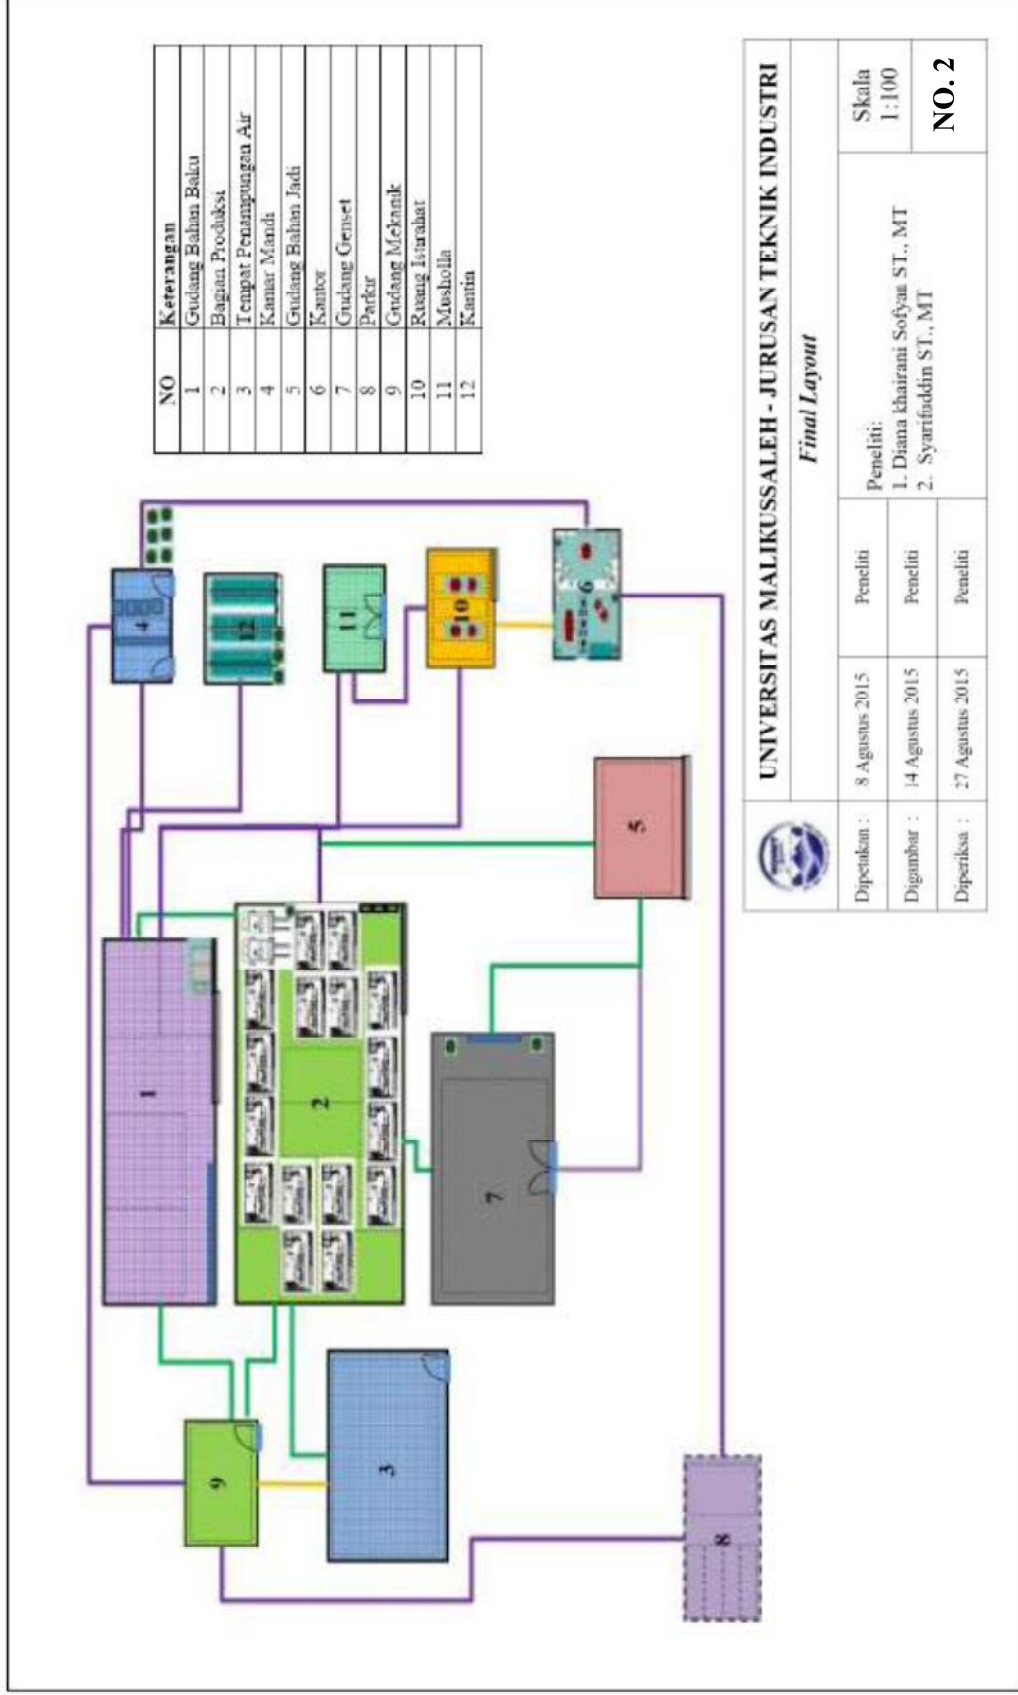 NO Keterangan
1 Gudang Bahan Baku
2 Bagian Produksi
3 Tempat Penampungan Air
4 Kamar Mandi
5 Gudang Bahan Jadi
6 Kantor
7 Gudang Genset
8 Parkir
9 Gudang Mekanik
10 Ruang Istirahat
11 Musholla
12 Kantin
9
3
1
2
7
8
5
4
12
11
10
6
UNIVERSITAS MALIKUSSALEH - JURUSAN TEKNIK INDUSTRI
Final Layout
Dipetakan : 8 Agustus 2015 Peneliti
Digambar : 14 Agustus 2015 Peneliti
Diperiksa : 27 Agustus 2015 Peneliti
Peneliti:
1. Diana khairani Sofyan ST., MT
2. Syarifuddin ST., MT
Skala
1:100
NO. 2